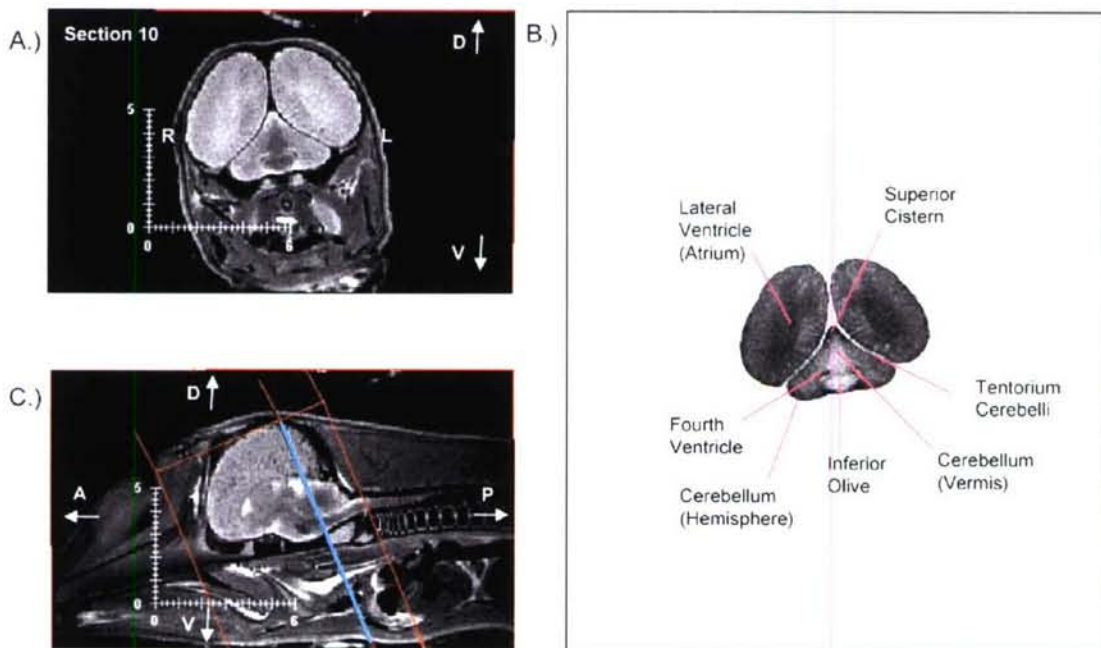 A.)
Section 10
D
5
R
L
0
0
6
V
B.)
Lateral
Ventricle
(Atrium)
Superior
Cistern
Fourth
Ventricle
Cerebellum
(Hemisphere)
Inferior
Olive
Cerebellum
(Vermis)
Tentorium
Cerebelli
C.)
D
A
5
P
0
0
6
V